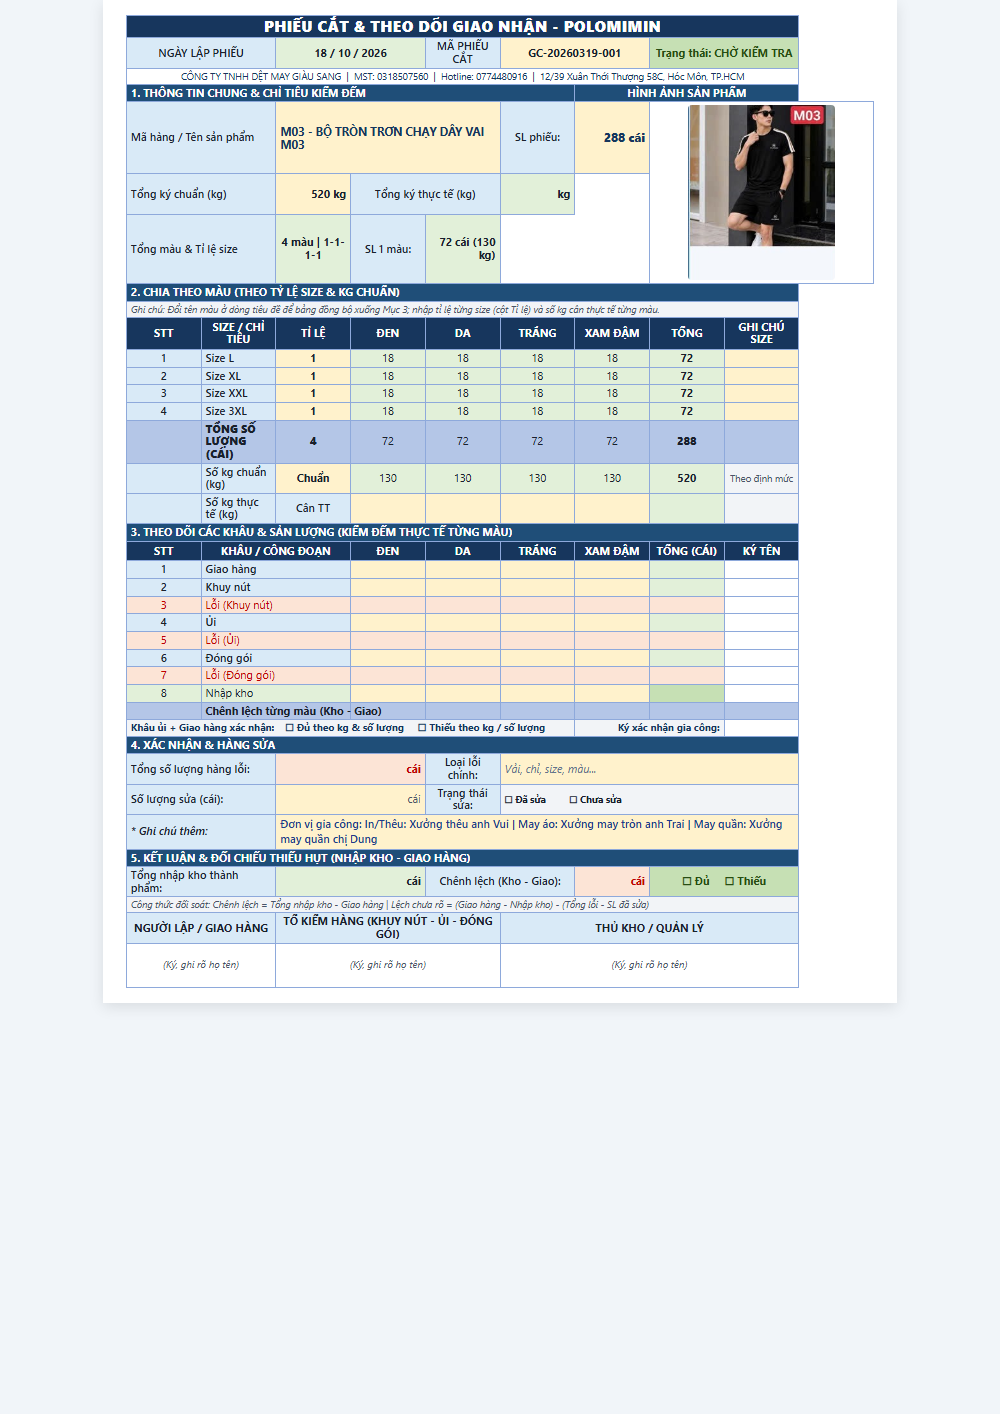 PHIẾU CẮT & THEO DÕI GIAO NHẬN - POLOMIMIN
NGÀY LẬP PHIẾU 18 / 10 / 2026 MÃ PHIẾU CẮT GC-20260319-001 Trạng thái: CHỜ KIỂM TRA
CÔNG TY TNHH DỆT MAY GIÀU SANG | MST: 0318507560 | Hotline: 0774480916 | 12/39 Xuân Thới Thượng 58C, Hóc Môn, TP.HCM
1. THÔNG TIN CHUNG & CHỈ TIÊU KIỂM ĐẾM HÌNH ẢNH SẢN PHẨM
Mã hàng / Tên sản phẩm M03 - BỘ TRÒN TRƠN CHẠY DÂY VAI M03 SL phiếu: 288 cái
M03
Tổng ký chuẩn (kg) 520 kg Tổng ký thực tế (kg) kg
Tổng màu & Tỉ lệ size 4 màu | 1-1-1-1 SL 1 màu: 72 cái (130 kg)
2. CHIA THEO MÀU (THEO TỶ LỆ SIZE & KG CHUẨN)
Ghi chú: Đổi tên màu ở dòng tiêu đề để bảng đồng bộ xuống Mục 3; nhập tỉ lệ từng size (cột Tỉ lệ) và số kg cân thực tế từng màu.
STT SIZE / CHỈ TIÊU TỈ LỆ ĐEN DA TRẮNG XAM ĐẬM TỔNG GHI CHÚ SIZE
1 Size L 1 18 18 18 18 72
2 Size XL 1 18 18 18 18 72
3 Size XXL 1 18 18 18 18 72
4 Size 3XL 1 18 18 18 18 72
TỔNG SỐ LƯỢNG (CÁI) 4 72 72 72 72 288
Số kg chuẩn (kg) Chuẩn 130 130 130 130 520 Theo định mức
Số kg thực tế (kg) Cân TT
3. THEO DÕI CÁC KHÂU & SẢN LƯỢNG (KIỂM ĐẾM THỰC TẾ TỪNG MÀU)
STT KHÂU / CÔNG ĐOẠN ĐEN DA TRẮNG XAM ĐẬM TỔNG (CÁI) KÝ TÊN
1 Giao hàng
2 Khuy nút
3 Lỗi (Khuy nút)
4 Ủi
5 Lỗi (Ủi)
6 Đóng gói
7 Lỗi (Đóng gói)
8 Nhập kho
Chênh lệch từng màu (Kho - Giao)
Khâu ủi + Giao hàng xác nhận: ☐ Đủ theo kg & số lượng ☐ Thiếu theo kg / số lượng Ký xác nhận gia công:
4. XÁC NHẬN & HÀNG SỬA
Tổng số lượng hàng lỗi: cái Loại lỗi chính: Vải, chỉ, size, màu...
Số lượng sửa (cái): cái Trạng thái sửa: ☐ Đã sửa ☐ Chưa sửa
* Ghi chú thêm: Đơn vị gia công: In/Thêu: Xưởng thêu anh Vui | May áo: Xưởng may tròn anh Trai | May quần: Xưởng may quần chị Dung
5. KẾT LUẬN & ĐỐI CHIẾU THIẾU HỤT (NHẬP KHO - GIAO HÀNG)
Tổng nhập kho thành phẩm: cái Chênh lệch (Kho - Giao): cái ☐ Đủ ☐ Thiếu
Công thức đối soát: Chênh lệch = Tổng nhập kho - Giao hàng | Lệch chưa rõ = (Giao hàng - Nhập kho) - (Tổng lỗi - SL đã sửa)
NGƯỜI LẬP / GIAO HÀNG TỔ KIỂM HÀNG (KHUY NÚT - ỦI - ĐÓNG GÓI) THỦ KHO / QUẢN LÝ
(Ký, ghi rõ họ tên) (Ký, ghi rõ họ tên) (Ký, ghi rõ họ tên)